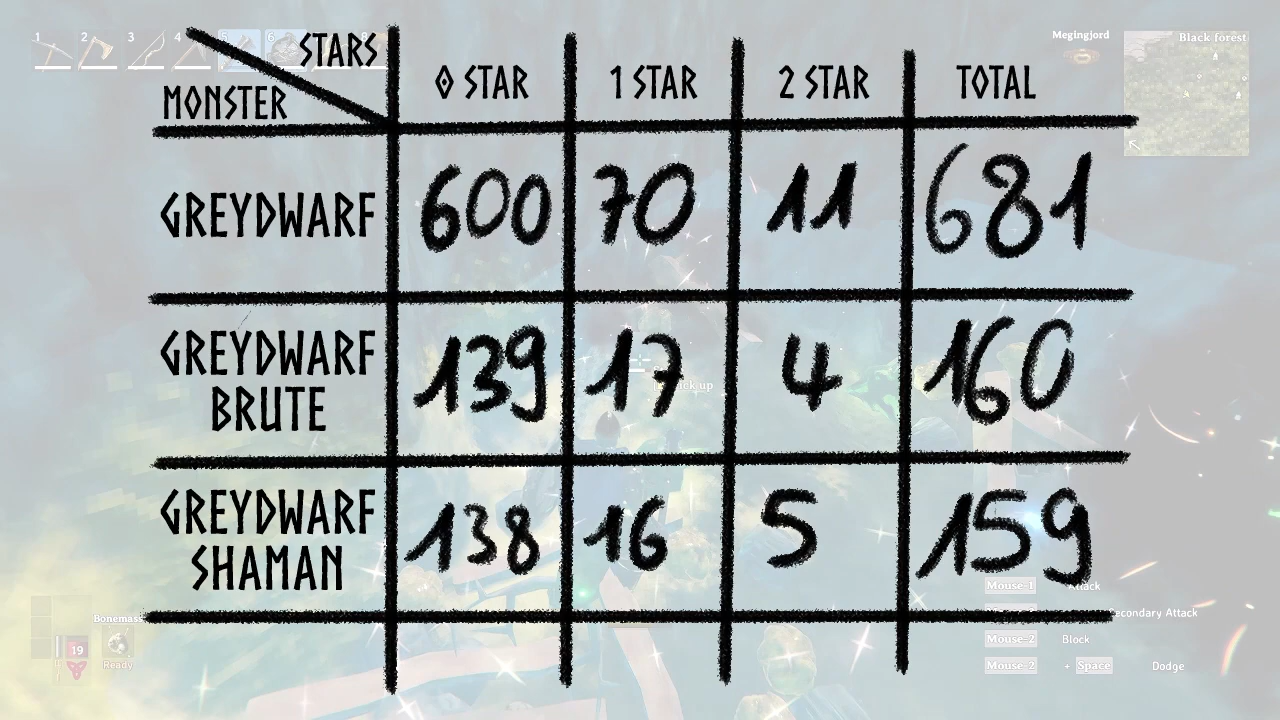 1 2 3 4 6
STARS
MONSTER
0 STAR 1 STAR 2 STAR TOTAL
Megingjord
Black forest
GREYDWARF 600 70 11 681
GREYDWARF
BRUTE
139 17 4 160
GREYDWARF
SHAMAN
138 16 5 159
Mouse-1 Attack
Secondary Attack
Mouse-2 Block
Mouse-2 + Space Dodge
Bonemass
19
Ready